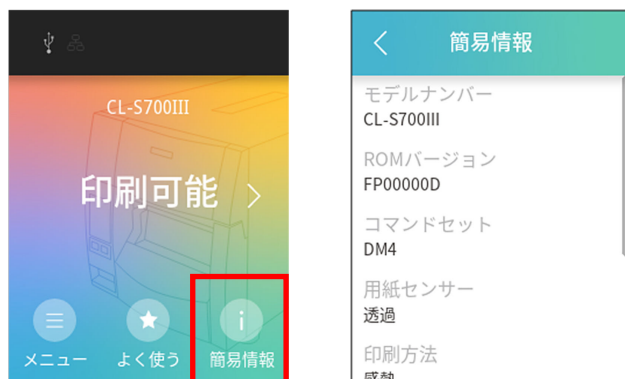 CL-S700III
印刷可能
メニュー
よく使う
簡易情報
簡易情報
モデルナンバー
CL-S700III
ROMバージョン
FP00000D
コマンドセット
DM4
用紙センサー
透過
印刷方法
感熱